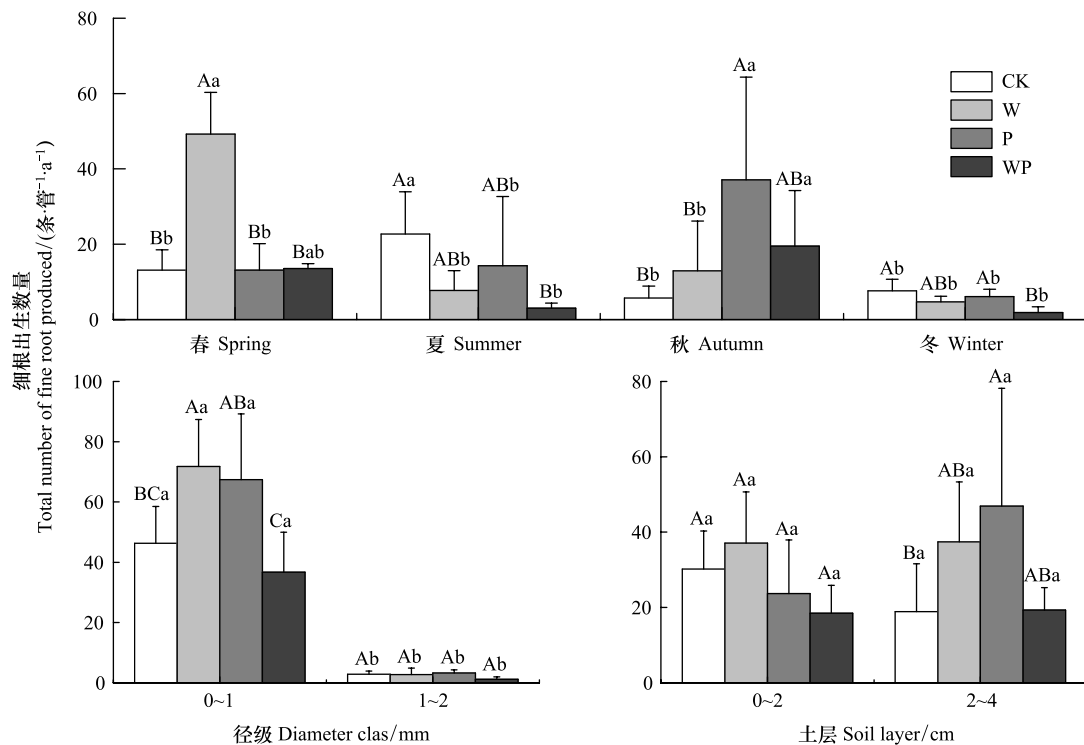 细根出生数量
Total number of fine root produced/(条·管⁻¹·a⁻¹)
80
60
40
20
0
Bb Aa Bb Bab
Aa ABb ABb Bb
Bb Bb Aa ABa
Ab ABb Ab Bb
CK
W
P
WP
春 Spring 夏 Summer 秋 Autumn 冬 Winter
100
80
60
40
20
0
BCa Aa ABa Ca
Ab Ab Ab Ab
0~1 1~2
径级 Diameter clas/mm
80
60
40
20
0
Aa Aa Aa Aa
Ba ABa Aa ABa
0~2 2~4
土层 Soil layer/cm